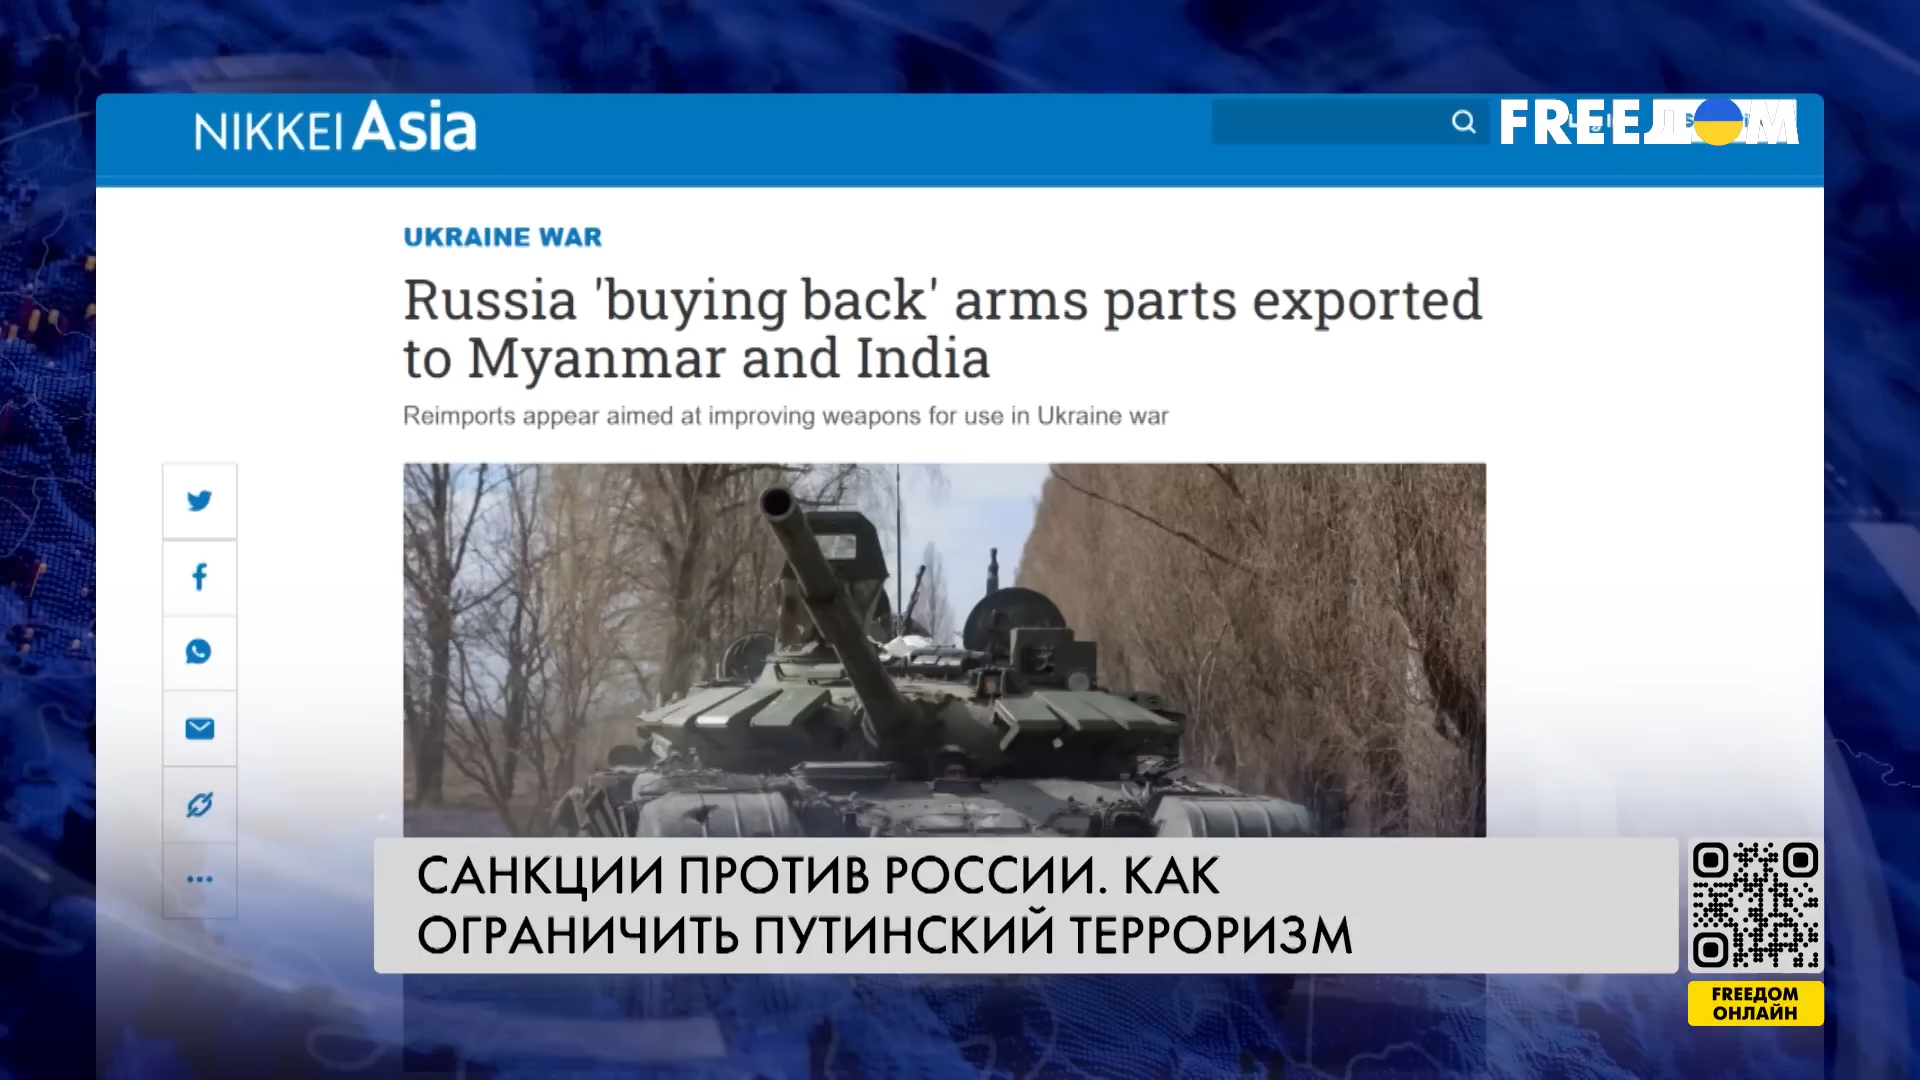 NIKKEI Asia
FREEДОМ
UKRAINE WAR
Russia 'buying back' arms parts exported
to Myanmar and India
Reimports appear aimed at improving weapons for use in Ukraine war
САНКЦИИ ПРОТИВ РОССИИ. КАК
ОГРАНИЧИТЬ ПУТИНСКИЙ ТЕРРОРИЗМ
FREEДОМ
ОНЛАЙН